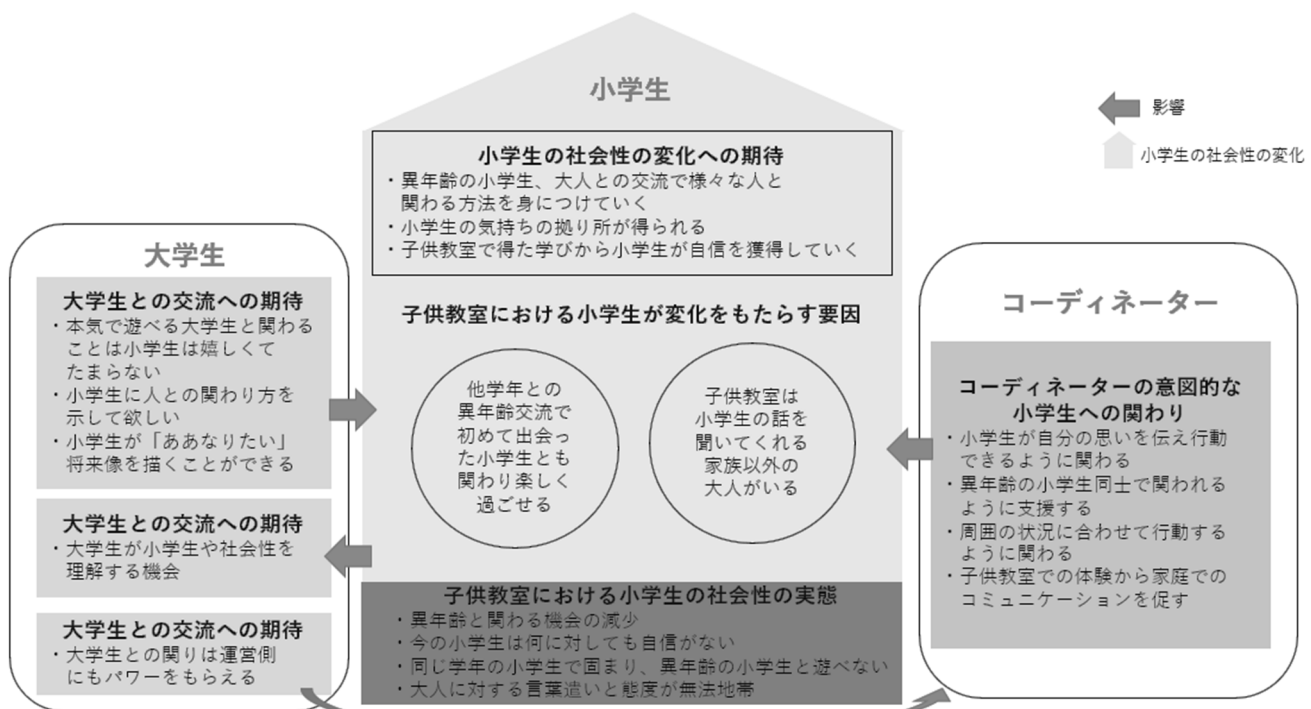 小学生
影響
小学生の社会性の変化
小学生の社会性の変化への期待
・異年齢の小学生、大人との交流で様々な人と
関わる方法を身につけていく
・小学生の気持ちの拠り所が得られる
・子供教室で得た学びから小学生が自信を獲得していく
大学生
大学生との交流への期待
・本気で遊べる大学生と関わる
ことは小学生は嬉しくて
たまらない
・小学生に人との関わり方を
示して欲しい
・小学生が「ああなりたい」
将来像を描くことができる
大学生との交流への期待
・大学生が小学生や社会性を
理解する機会
大学生との交流への期待
・大学生との関りは運営側
にもパワーをもらえる
子供教室における小学生が変化をもたらす要因
他学年との
異年齢交流で
初めて出会っ
た小学生とも
関わり楽しく
過ごせる
子供教室は
小学生の話を
聞いてくれる
家族以外の
大人がいる
子供教室における小学生の社会性の実態
・異年齢と関わる機会の減少
・今の小学生は何に対しても自信がない
・同じ学年の小学生で固まり、異年齢の小学生と遊べない
・大人に対する言葉遣いと態度が無法地帯
コーディネーター
コーディネーターの意図的な
小学生への関わり
・小学生が自分の思いを伝え行動
できるように関わる
・異年齢の小学生同士で関われる
ように支援する
・周囲の状況に合わせて行動する
ように関わる
・子供教室での体験から家庭での
コミュニケーションを促す